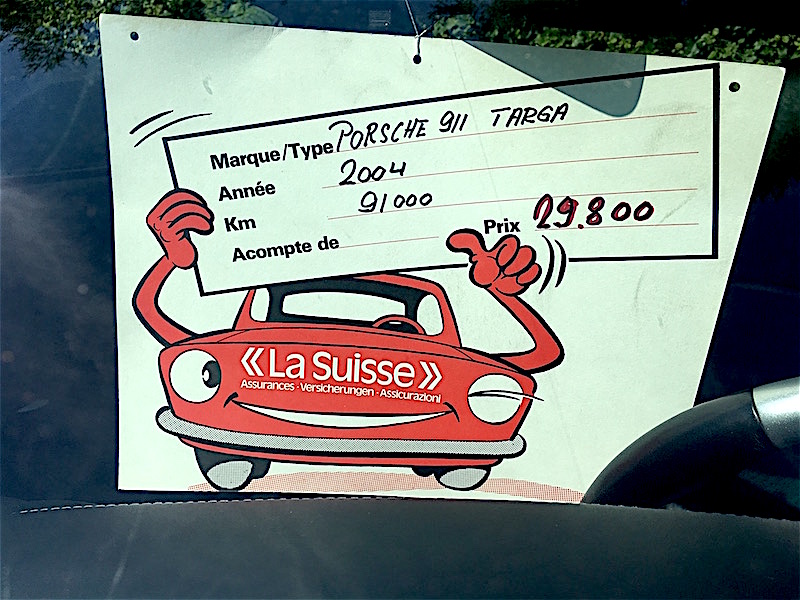 Marque/Type PORSCHE 911 TARGA
Année 2004
Km 91000
Acompte de
Prix 29.800
«La Suisse»
Assurances · Versicherungen · Assicurazioni